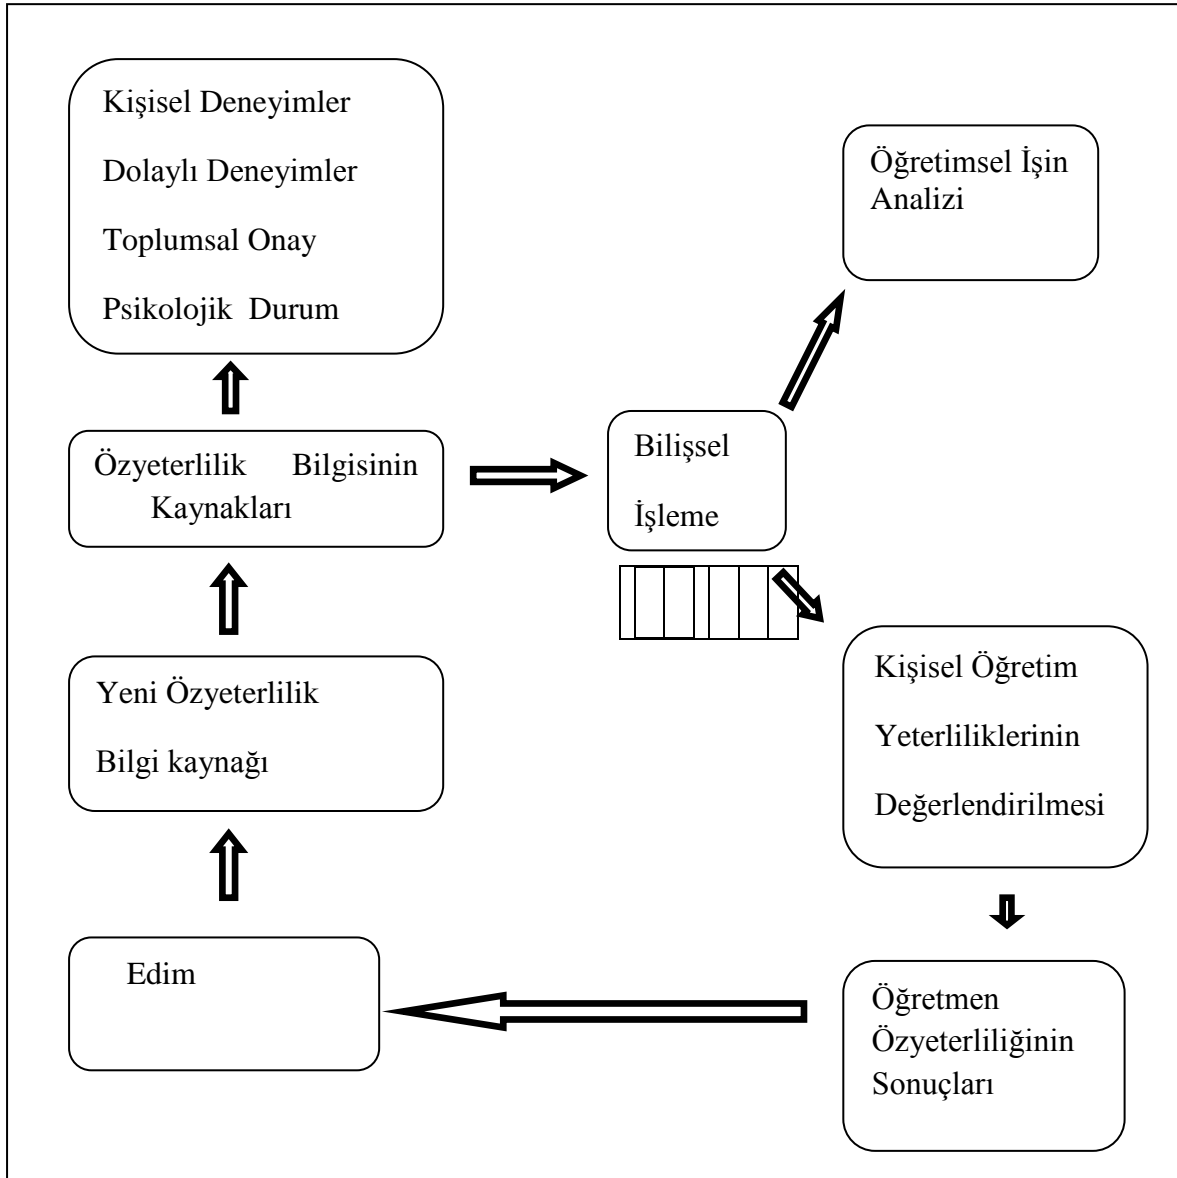 Kişisel Deneyimler
Dolaylı Deneyimler
Toplumsal Onay
Psikolojik Durum
Öğretimsel İşin
Analizi
Özyeterlilik Bilgisinin
Kaynakları
Bilişsel
İşleme
Yeni Özyeterlilik
Bilgi kaynağı
Kişisel Öğretim
Yeterliliklerinin
Değerlendirilmesi
Edim
Öğretmen
Özyeterliliğinin
Sonuçları